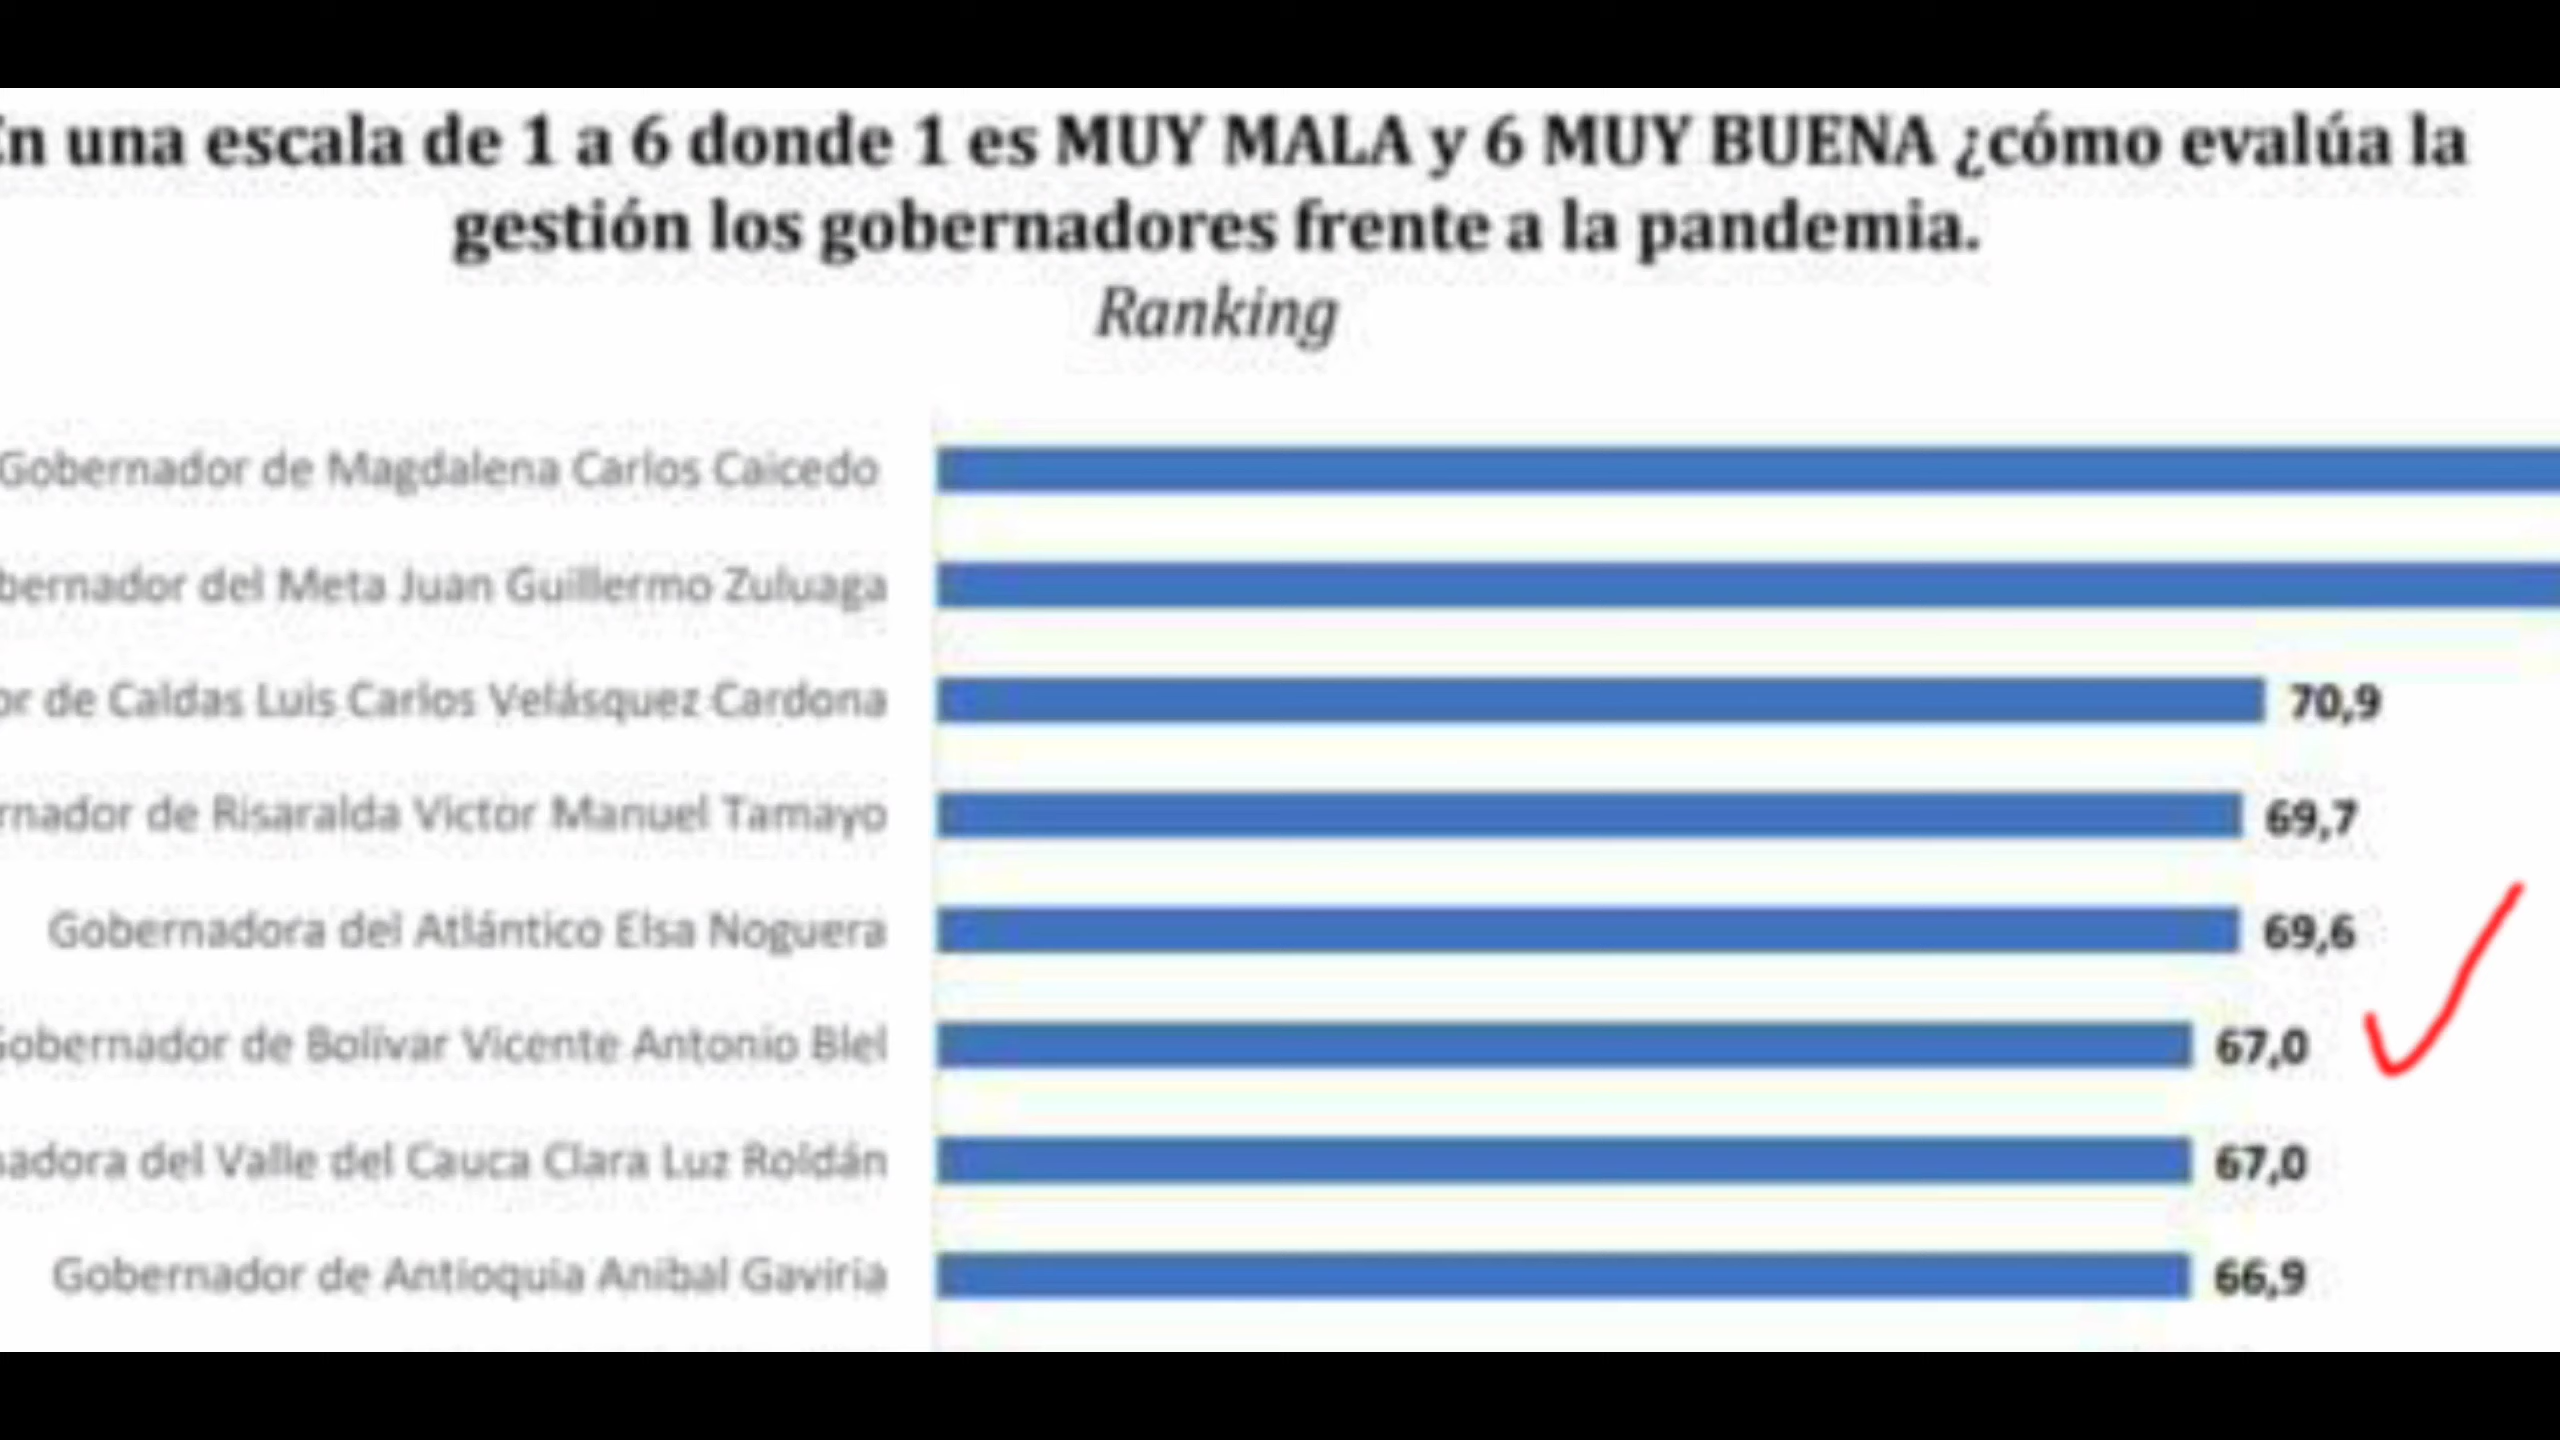 En una escala de 1 a 6 donde 1 es MUY MALA y 6 MUY BUENA ¿cómo evalúa la
gestión los gobernadores frente a la pandemia.
Ranking
Gobernador de Magdalena Carlos Caicedo
bernador del Meta Juan Guillermo Zuluaga
or de Caldas Luis Carlos Velásquez Cardona 70,9
rnador de Risaralda Victor Manuel Tamayo 69,7
Gobernadora del Atlántico Elsa Noguera 69,6
Gobernador de Bolívar Vicente Antonio Blel 67,0
nadora del Valle del Cauca Clara Luz Roldán 67,0
Gobernador de Antioquia Anibal Gaviria 66,9